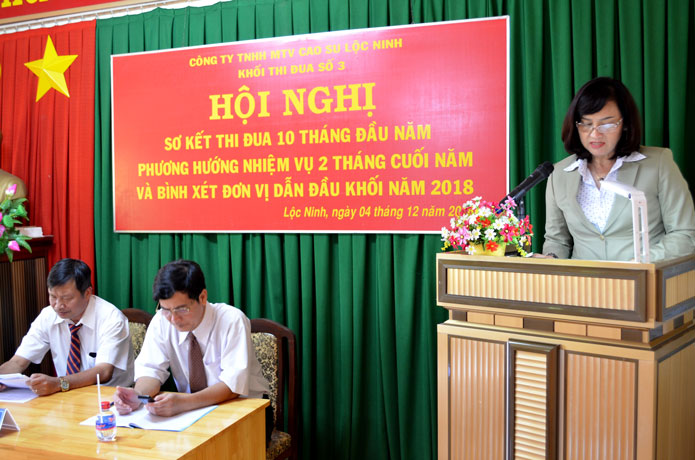 CÔNG TY TNHH MTV CAO SU LỘC NINH
KHỐI THI ĐUA SỐ 3
HỘI NGHỊ
SƠ KẾT THI ĐUA 10 THÁNG ĐẦU NĂM
PHƯƠNG HƯỚNG NHIỆM VỤ 2 THÁNG CUỐI NĂM
VÀ BÌNH XÉT ĐƠN VỊ DẪN ĐẦU KHỐI NĂM 2018
Lộc Ninh, ngày 04 tháng 12 năm